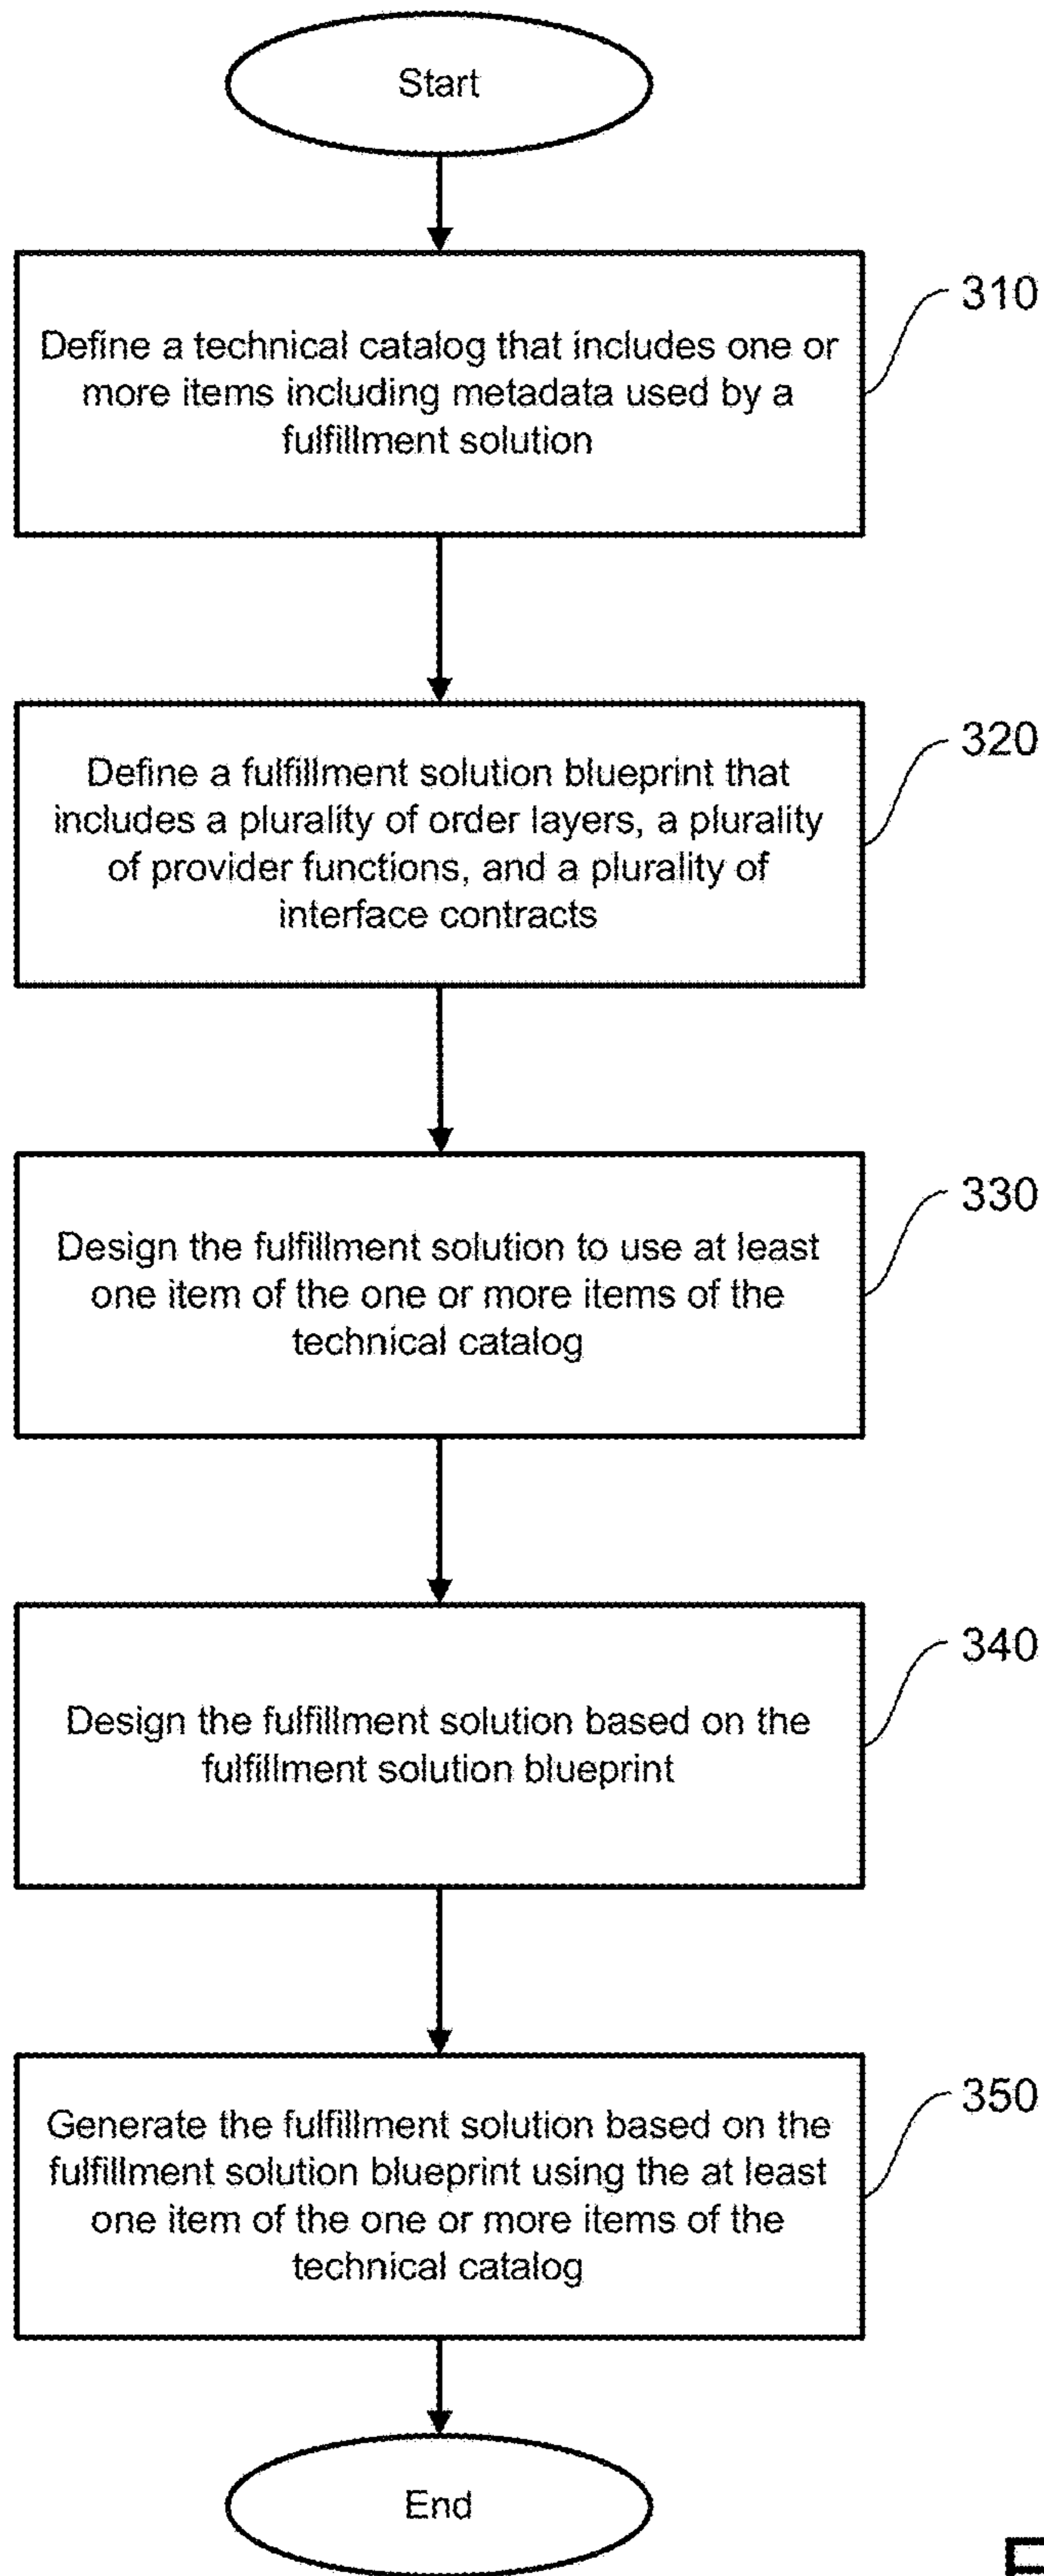 Start
Define a technical catalog that includes one or
more items including metadata used by a
fulfillment solution
310
Define a fulfillment solution blueprint that
includes a plurality of order layers, a plurality
of provider functions, and a plurality of
interface contracts
320
Design the fulfillment solution to use at least
one item of the one or more items of the
technical catalog
330
Design the fulfillment solution based on the
fulfillment solution blueprint
340
Generate the fulfillment solution based on the
fulfillment solution blueprint using the at least
one item of the one or more items of the
technical catalog
350
End